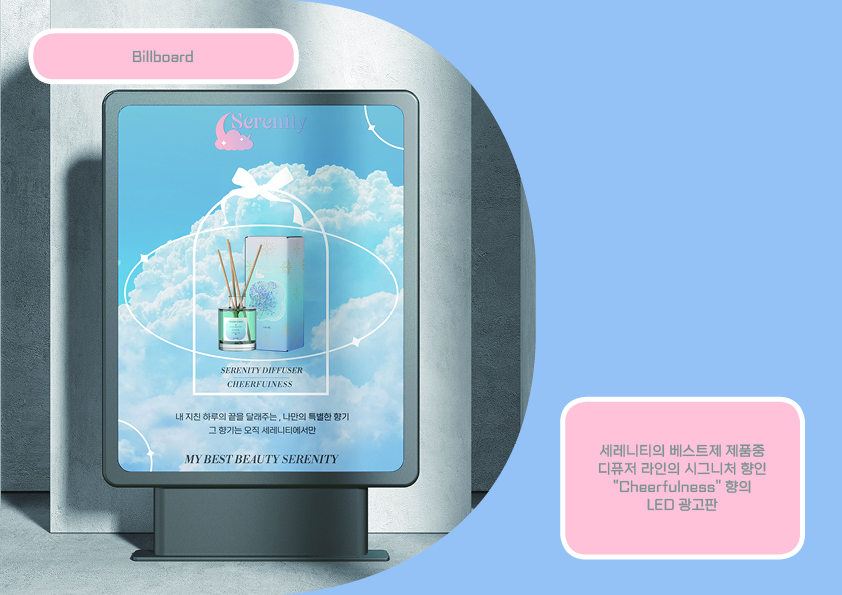 Billboard
Serenity
SERENITY DIFFUSER
CHEERFUINESS
내 지친 하루의 끝을 달래주는, 나만의 특별한 향기
그 향기는 오직 세레니티에서만
MY BEST BEAUTY SERENITY
세레니티의 베스트제 제품중
디퓨저 라인의 시그니처 향인
"Cheerfulness" 향의
LED 광고판